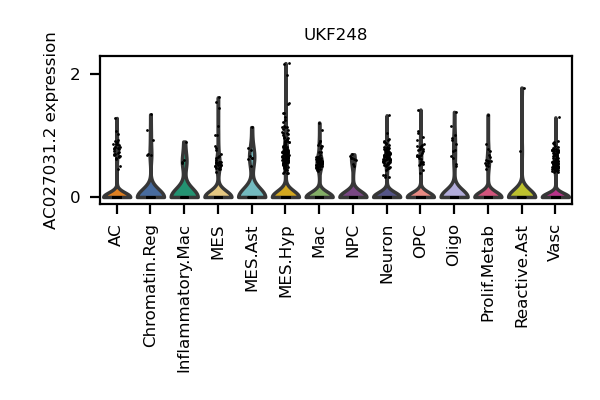 UKF248
AC027031.2 expression
2
0
AC
Chromatin.Reg
Inflammatory.Mac
MES
MES.Ast
MES.Hyp
Mac
NPC
Neuron
OPC
Oligo
Prolif.Metab
Reactive.Ast
Vasc